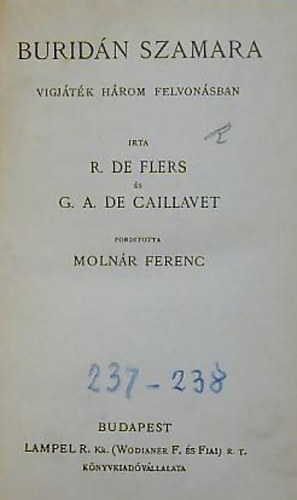 BURIDÁN SZAMARA
VIGJÁTÉK HÁROM FELVONÁSBAN
IRTA
R. DE FLERS
ÉS
G. A. DE CAILLAVET
FORDITOTTA
MOLNÁR FERENC
237-238
BUDAPEST
LAMPEL R. KK. (WODIANER F. ÉS FIAI) R. T.
KÖNYVKIADÓVÁLLALATA